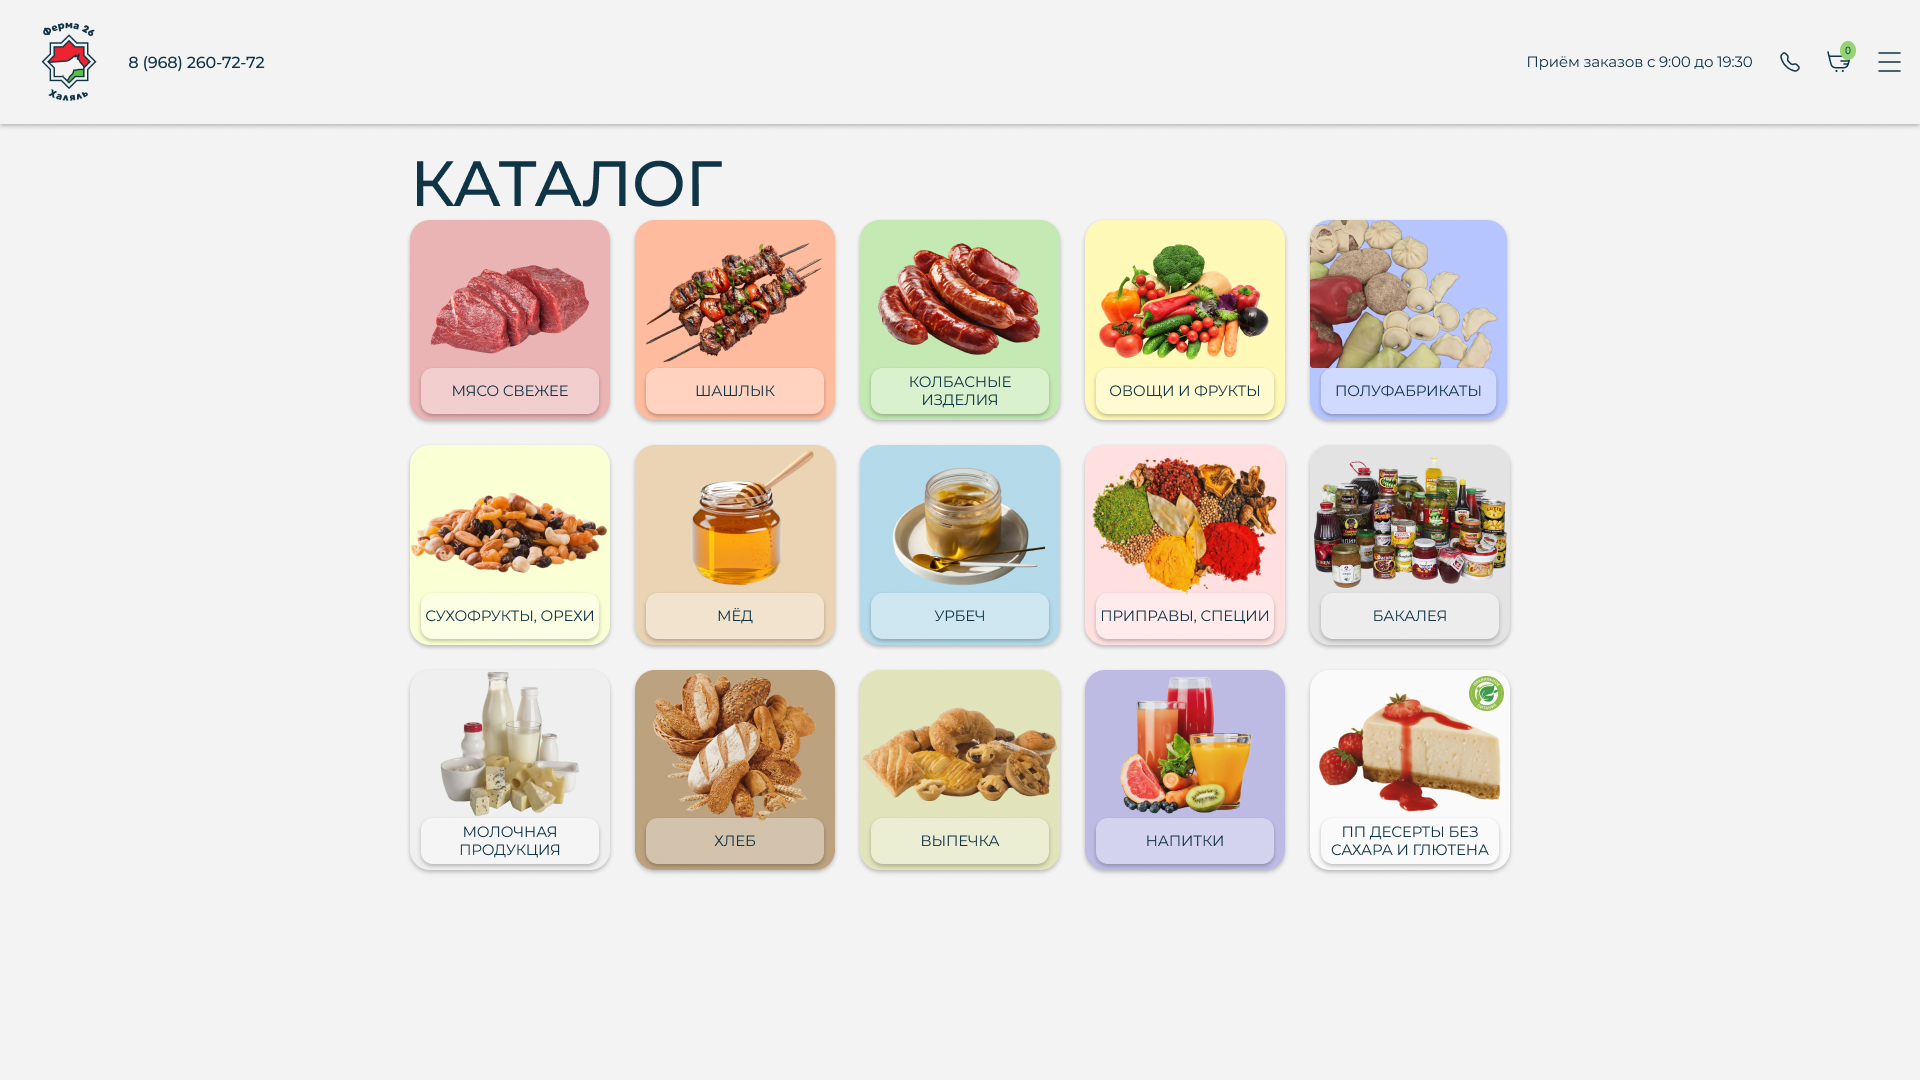 Ферма 26
Халяль
8 (968) 260-72-72
Приём заказов с 9:00 до 19:30
0
КАТАЛОГ
МЯСО СВЕЖЕЕ
ШАШЛЫК
КОЛБАСНЫЕ
ИЗДЕЛИЯ
ОВОЩИ И ФРУКТЫ
ПОЛУФАБРИКАТЫ
СУХОФРУКТЫ, ОРЕХИ
МЁД
УРБЕЧ
ПРИПРАВЫ, СПЕЦИИ
БАКАЛЕЯ
МОЛОЧНАЯ
ПРОДУКЦИЯ
ХЛЕБ
ВЫПЕЧКА
НАПИТКИ
ПП ДЕСЕРТЫ БЕЗ
САХАРА И ГЛЮТЕНА